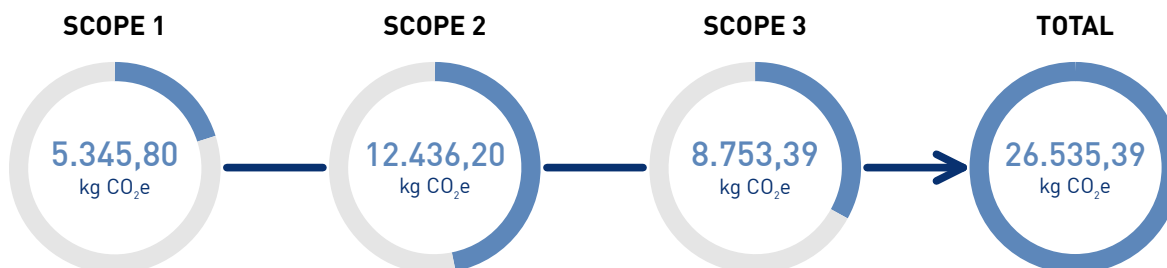 SCOPE 1
5.345,80
kg CO₂e
SCOPE 2
12.436,20
kg CO₂e
SCOPE 3
8.753,39
kg CO₂e
TOTAL
26.535,39
kg CO₂e